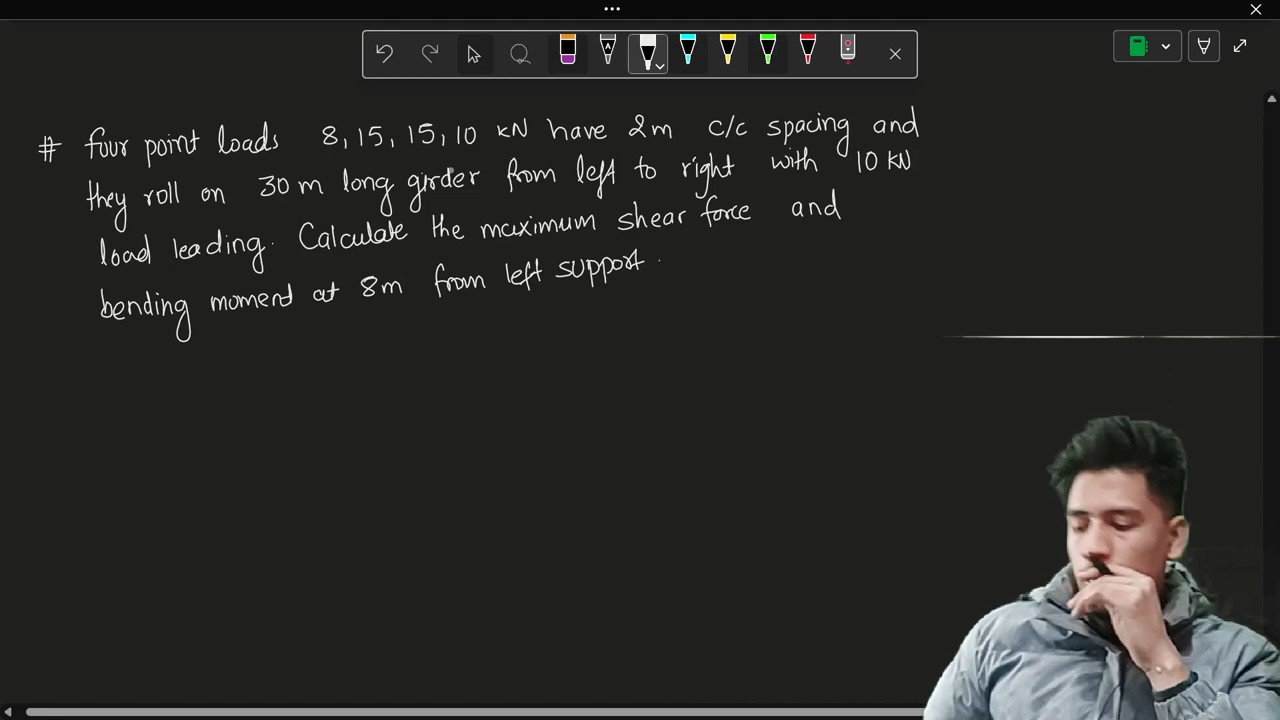 # four point loads 8, 15, 15, 10 kN have 2m c/c spacing and
they roll on 30 m long girder from left to right with 10 kN
load leading. Calculate the maximum shear force and
bending moment at 8m from left support.